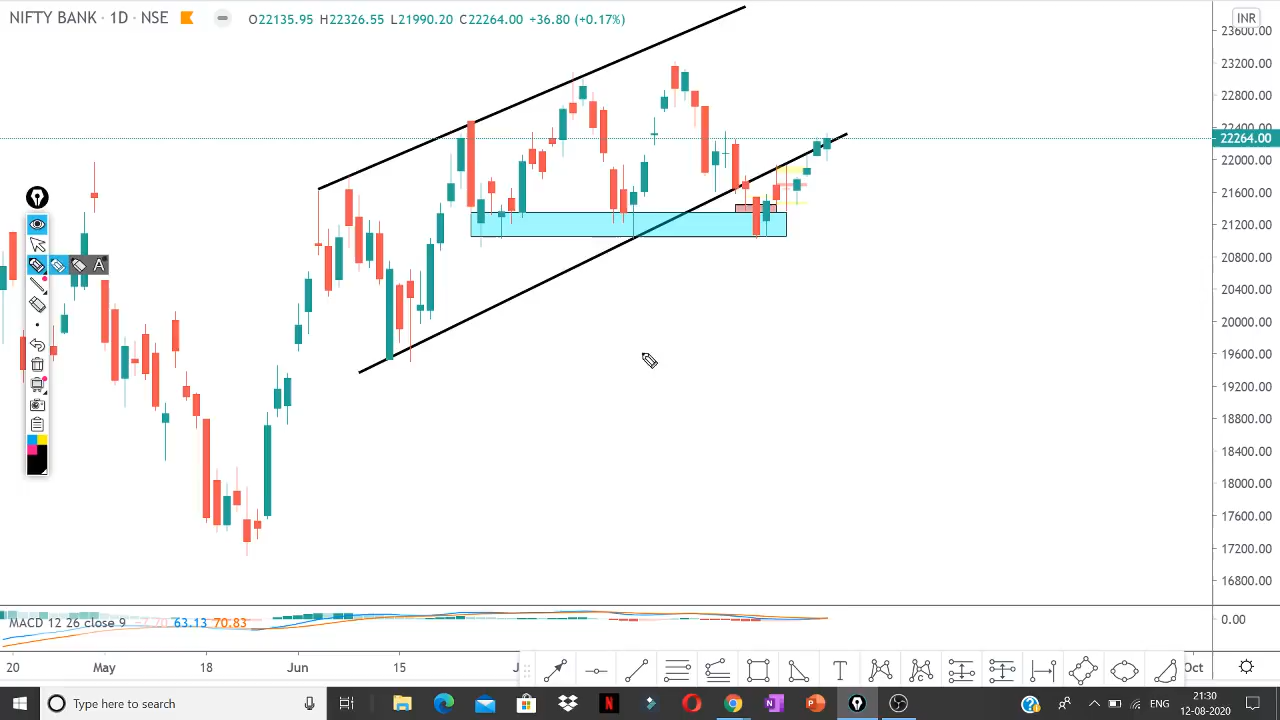 NIFTY BANK · 1D · NSE O22135.95 H22326.55 L21990.20 C22264.00 +36.80 (+0.17%)
INR
23600.00
23200.00
22800.00
22400.00
22264.00
22000.00
21600.00
21200.00
20800.00
20400.00
20000.00
19600.00
19200.00
18800.00
18400.00
18000.00
17600.00
17200.00
16800.00
A
MACD 12 26 close 9 -7.70 63.13 70.83
0.00
20 May 18 Jun 15 Oct
T
Type here to search
ENG
21:30
12-08-2020